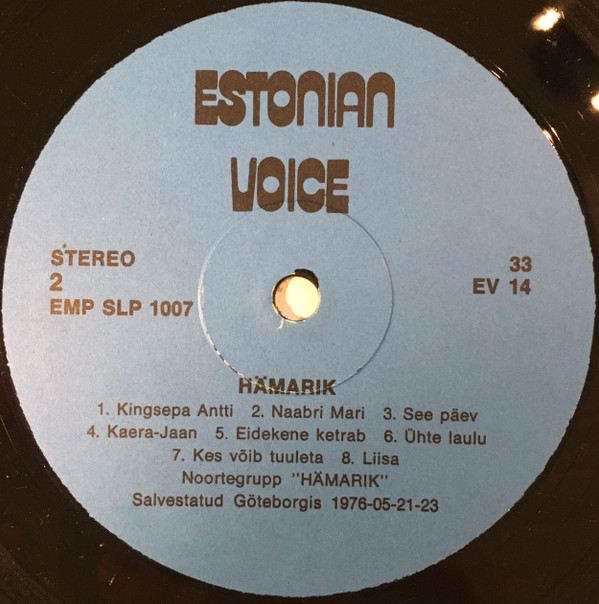 ESTONIAN
VOICE
STEREO
2
EMP SLP 1007
33
EV 14
HÄMARIK
1. Kingsepa Antti 2. Naabri Mari 3. See päev
4. Kaera-Jaan 5. Eidekene ketrab 6. Ühte laulu
7. Kes võib tuuleta 8. Liisa
Noortegrupp "HÄMARIK"
Salvestatud Göteborgis 1976-05-21-23